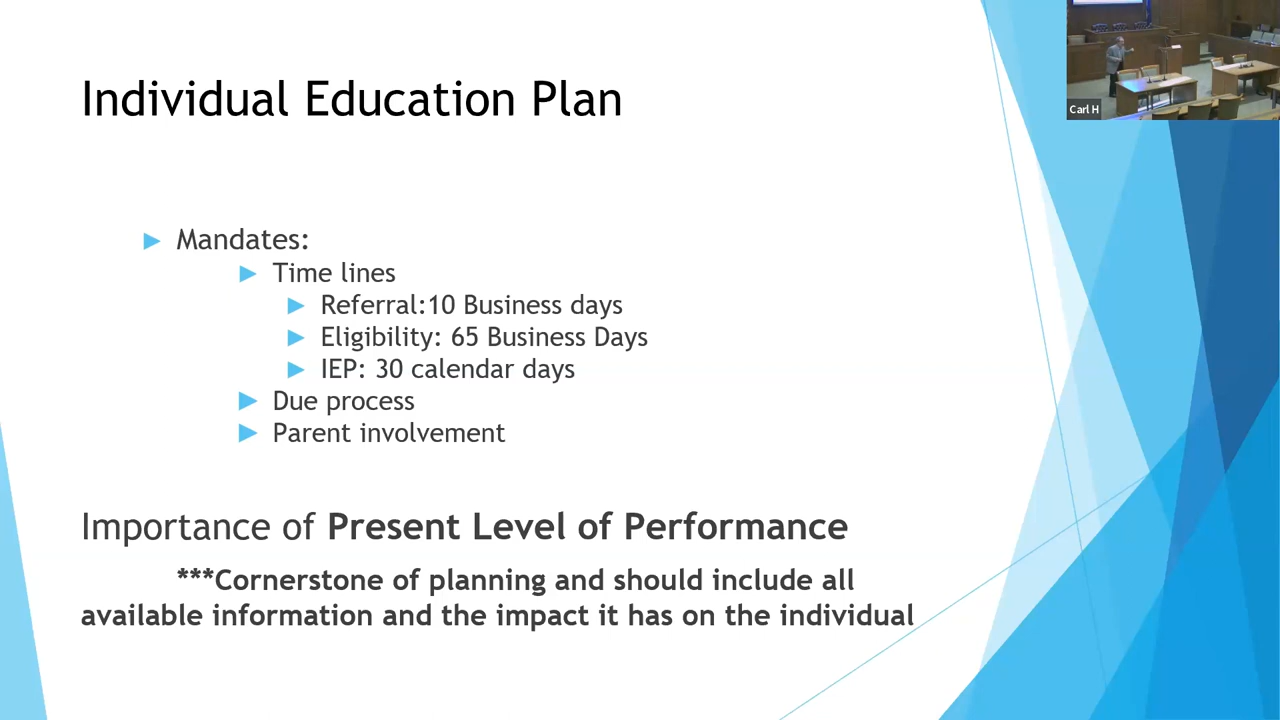 Individual Education Plan
Carl H
Mandates:
Time lines
Referral:10 Business days
Eligibility: 65 Business Days
IEP: 30 calendar days
Due process
Parent involvement
Importance of Present Level of Performance
***Cornerstone of planning and should include all
available information and the impact it has on the individual